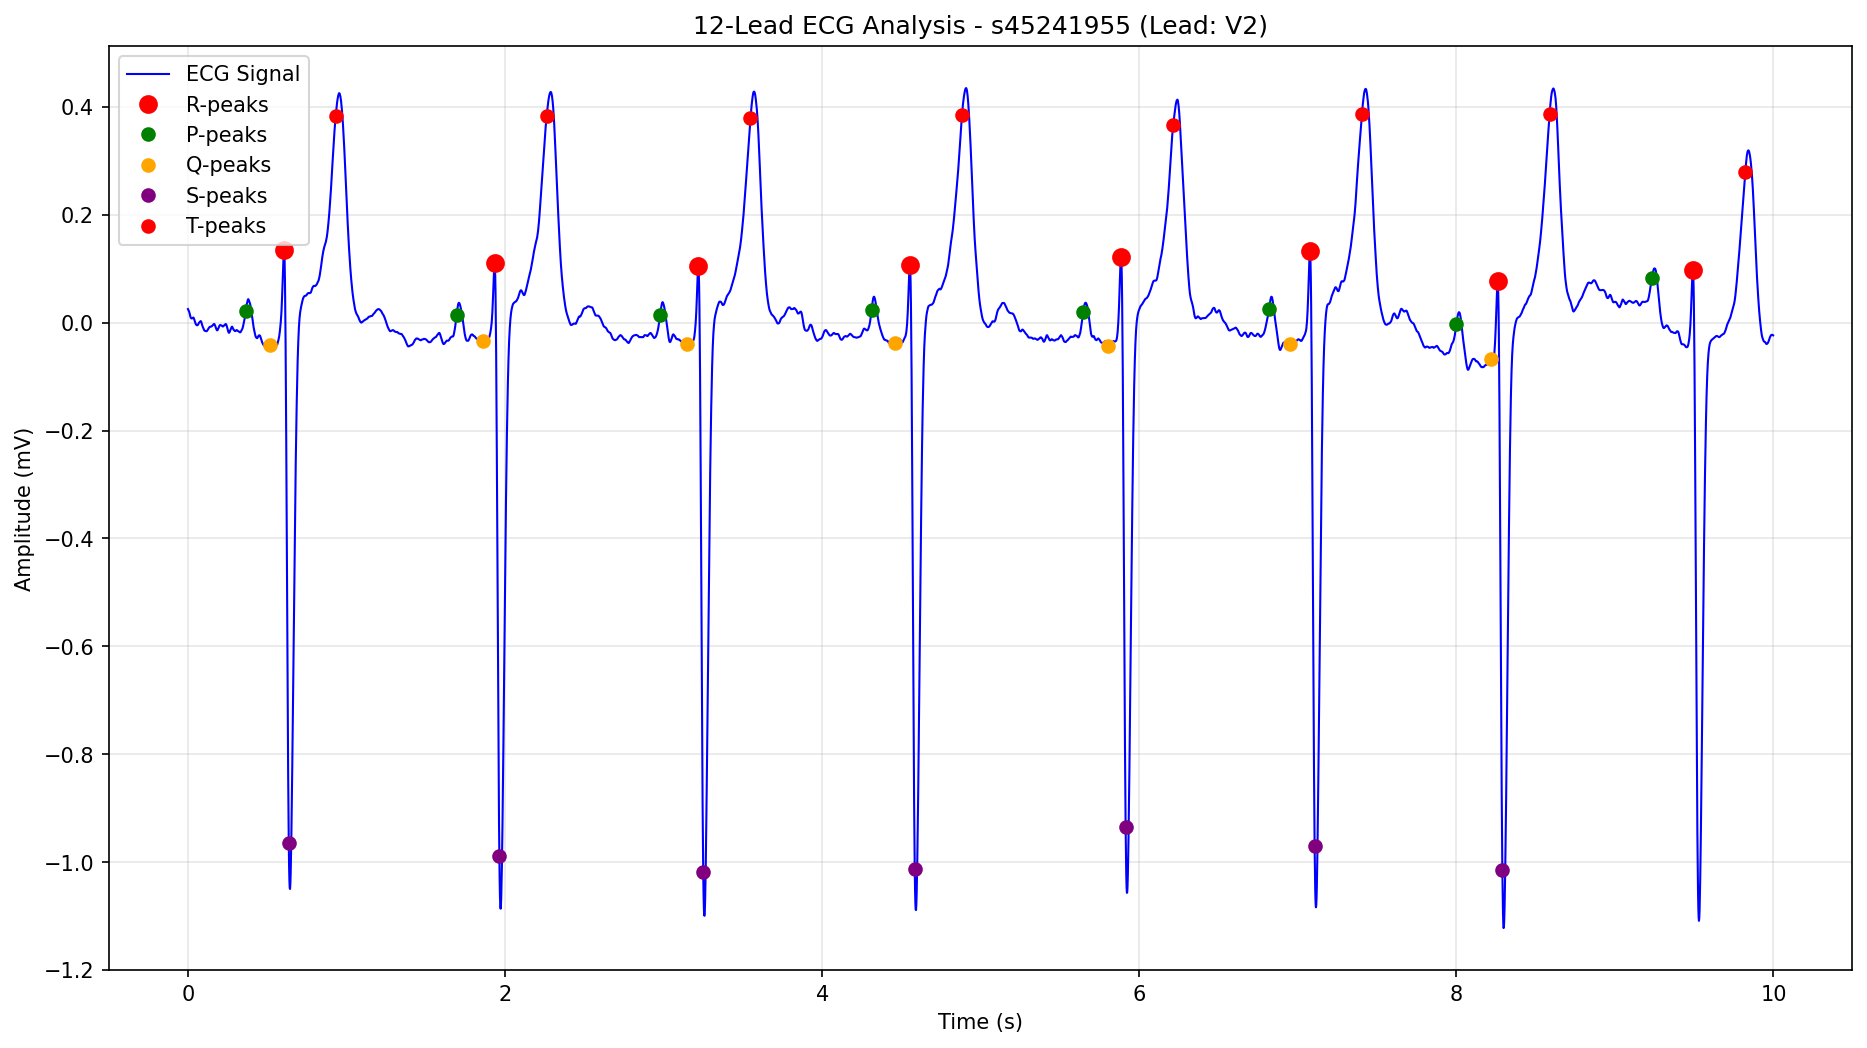 12-Lead ECG Analysis - s45241955 (Lead: V2)
ECG Signal
R-peaks
P-peaks
Q-peaks
S-peaks
T-peaks
Amplitude (mV)
0.4
0.2
0.0
−0.2
−0.4
−0.6
−0.8
−1.0
−1.2
0 2 4 6 8 10
Time (s)